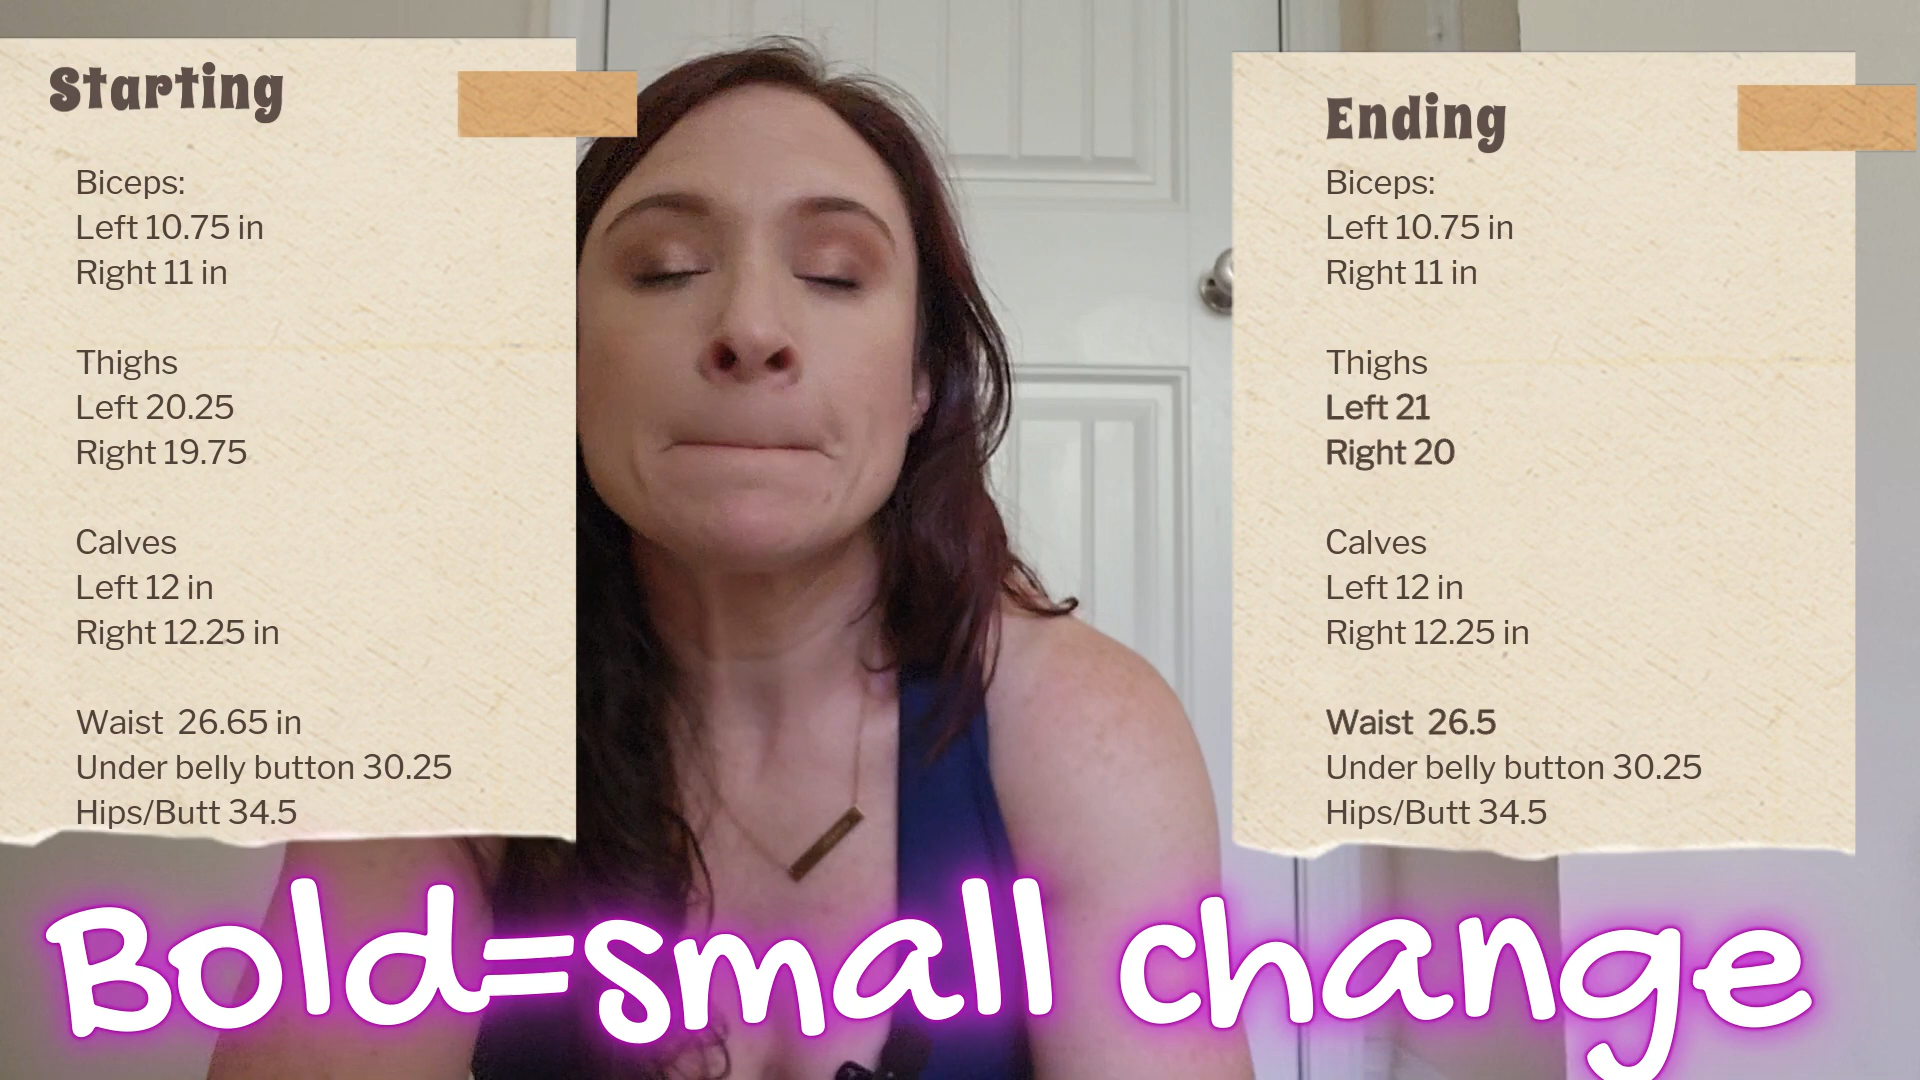 Starting
Biceps:
Left 10.75 in
Right 11 in
Thighs
Left 20.25
Right 19.75
Calves
Left 12 in
Right 12.25 in
Waist 26.65 in
Under belly button 30.25
Hips/Butt 34.5
Ending
Biceps:
Left 10.75 in
Right 11 in
Thighs
Left 21
Right 20
Calves
Left 12 in
Right 12.25 in
Waist 26.5
Under belly button 30.25
Hips/Butt 34.5
Bold=small change